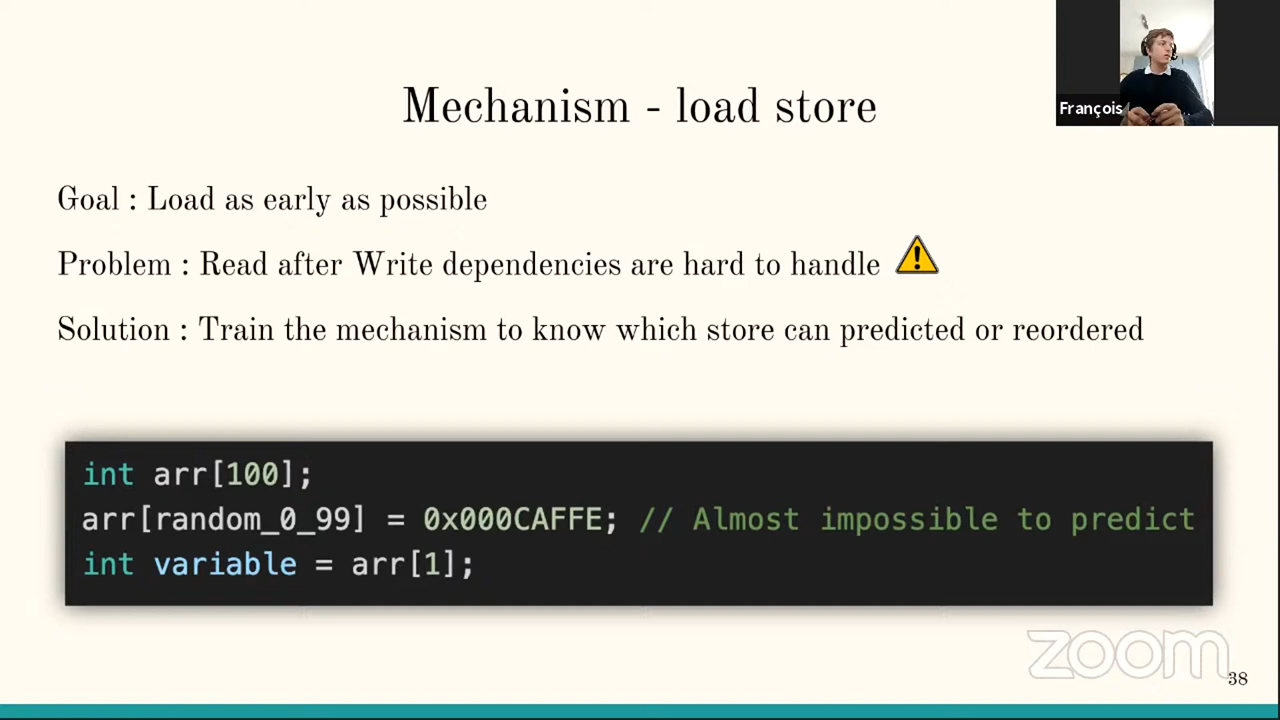 Mechanism - load store
François
Goal : Load as early as possible
Problem : Read after Write dependencies are hard to handle
Solution : Train the mechanism to know which store can predicted or reordered
int arr[100];
arr[random_0_99] = 0x000CAFFE; // Almost impossible to predict
int variable = arr[1];
zoom
38